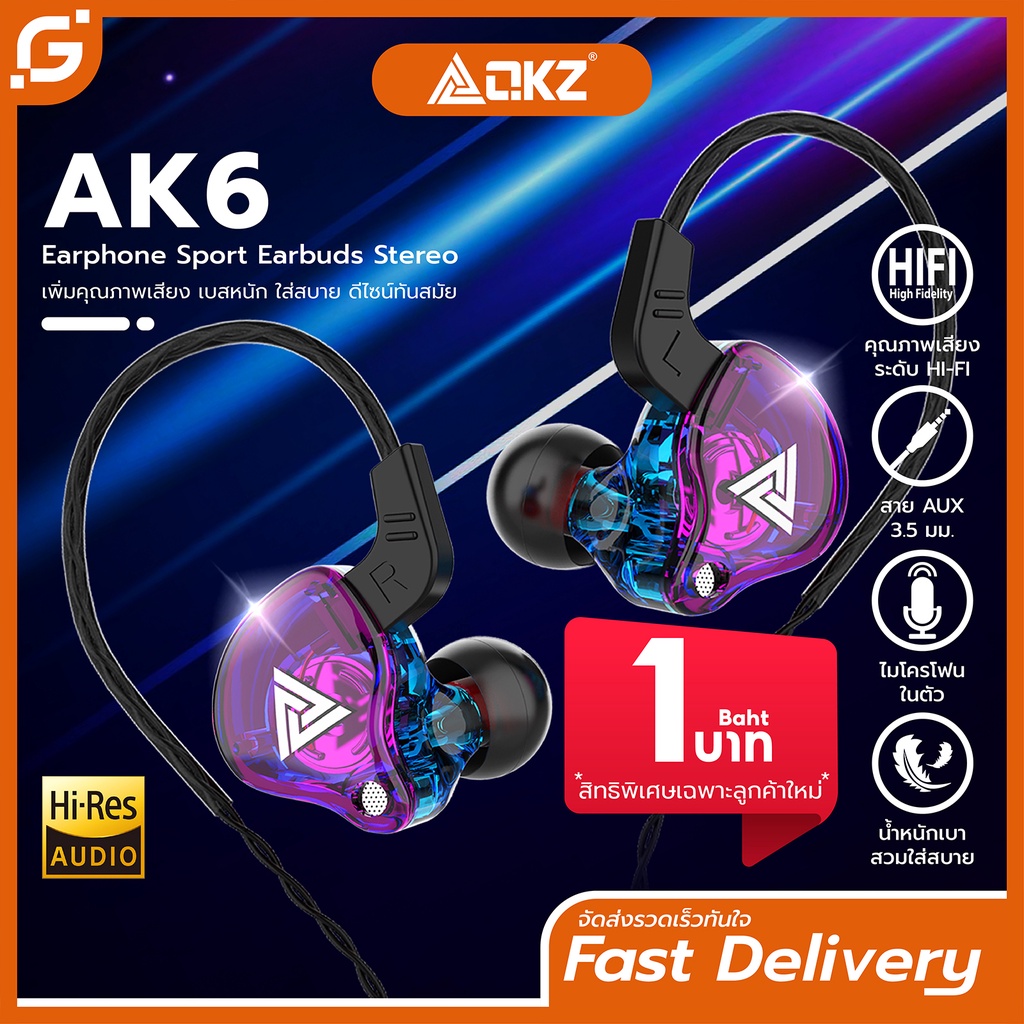 G
QKZ®
AK6
Earphone Sport Earbuds Stereo
เพิ่มคุณภาพเสียง เบสหนัก ใส่สบาย ดีไซน์ทันสมัย
HIFI
High Fidelity
คุณภาพเสียง
ระดับ HI-FI
สาย AUX
3.5 มม.
ไมโครโฟน
ในตัว
น้ำหนักเบา
สวมใส่สบาย
L
R
1 Baht
บาท
*สิทธิพิเศษเฉพาะลูกค้าใหม่*
Hi-Res
AUDIO
จัดส่งรวดเร็วทันใจ
Fast Delivery